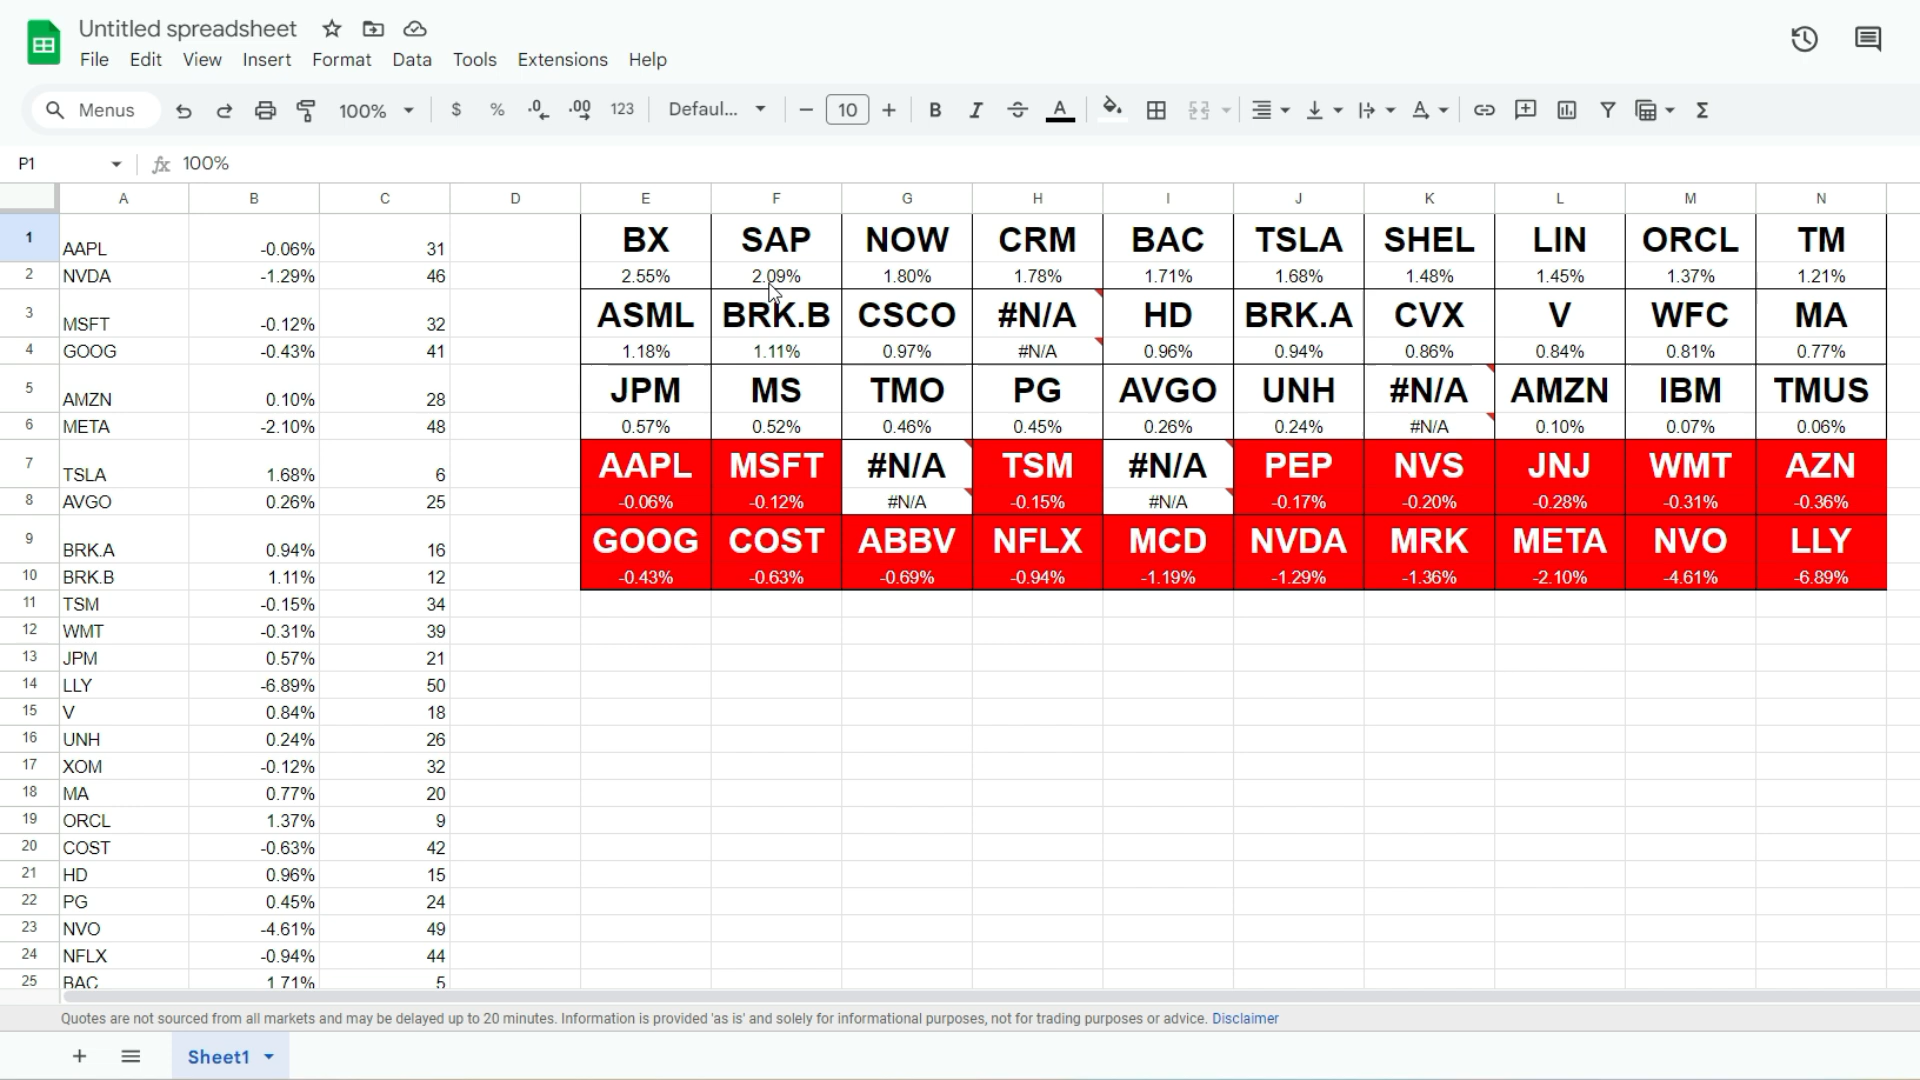 Untitled spreadsheet
File Edit View Insert Format Data Tools Extensions Help
Menus 100% $ % .0 .00 123 Defaul... − 10 + B I A A Σ
P1 fx 100%
A B C D E F G H I J K L M N
1 AAPL -0.06% 31 BX SAP NOW CRM BAC TSLA SHEL LIN ORCL TM
2 NVDA -1.29% 46 2.55% 2.09% 1.80% 1.78% 1.71% 1.68% 1.48% 1.45% 1.37% 1.21%
3 MSFT -0.12% 32 ASML BRK.B CSCO #N/A HD BRK.A CVX V WFC MA
4 GOOG -0.43% 41 1.18% 1.11% 0.97% #N/A 0.96% 0.94% 0.86% 0.84% 0.81% 0.77%
5 AMZN 0.10% 28 JPM MS TMO PG AVGO UNH #N/A AMZN IBM TMUS
6 META -2.10% 48 0.57% 0.52% 0.46% 0.45% 0.26% 0.24% #N/A 0.10% 0.07% 0.06%
7 TSLA 1.68% 6 AAPL MSFT #N/A TSM #N/A PEP NVS JNJ WMT AZN
8 AVGO 0.26% 25 -0.06% -0.12% #N/A -0.15% #N/A -0.17% -0.20% -0.28% -0.31% -0.36%
9 BRK.A 0.94% 16 GOOG COST ABBV NFLX MCD NVDA MRK META NVO LLY
10 BRK.B 1.11% 12 -0.43% -0.63% -0.69% -0.94% -1.19% -1.29% -1.36% -2.10% -4.61% -6.89%
11 TSM -0.15% 34
12 WMT -0.31% 39
13 JPM 0.57% 21
14 LLY -6.89% 50
15 V 0.84% 18
16 UNH 0.24% 26
17 XOM -0.12% 32
18 MA 0.77% 20
19 ORCL 1.37% 9
20 COST -0.63% 42
21 HD 0.96% 15
22 PG 0.45% 24
23 NVO -4.61% 49
24 NFLX -0.94% 44
25 BAC 1.71% 5
Quotes are not sourced from all markets and may be delayed up to 20 minutes. Information is provided 'as is' and solely for informational purposes, not for trading purposes or advice. Disclaimer
+ Sheet1